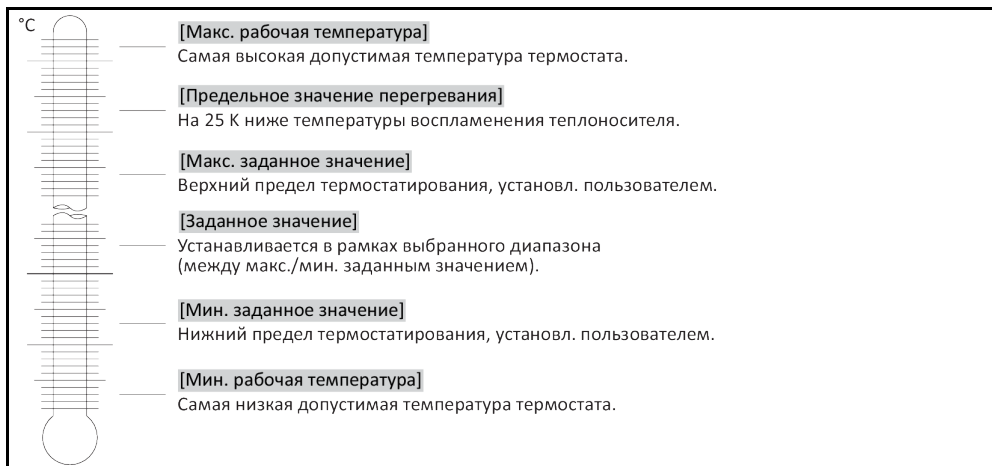 °C
[Макс. рабочая температура]
Самая высокая допустимая температура термостата.
[Предельное значение перегревания]
На 25 К ниже температуры воспламенения теплоносителя.
[Макс. заданное значение]
Верхний предел термостатирования, установл. пользователем.
[Заданное значение]
Устанавливается в рамках выбранного диапазона
(между макс./мин. заданным значением).
[Мин. заданное значение]
Нижний предел термостатирования, установл. пользователем.
[Мин. рабочая температура]
Самая низкая допустимая температура термостата.